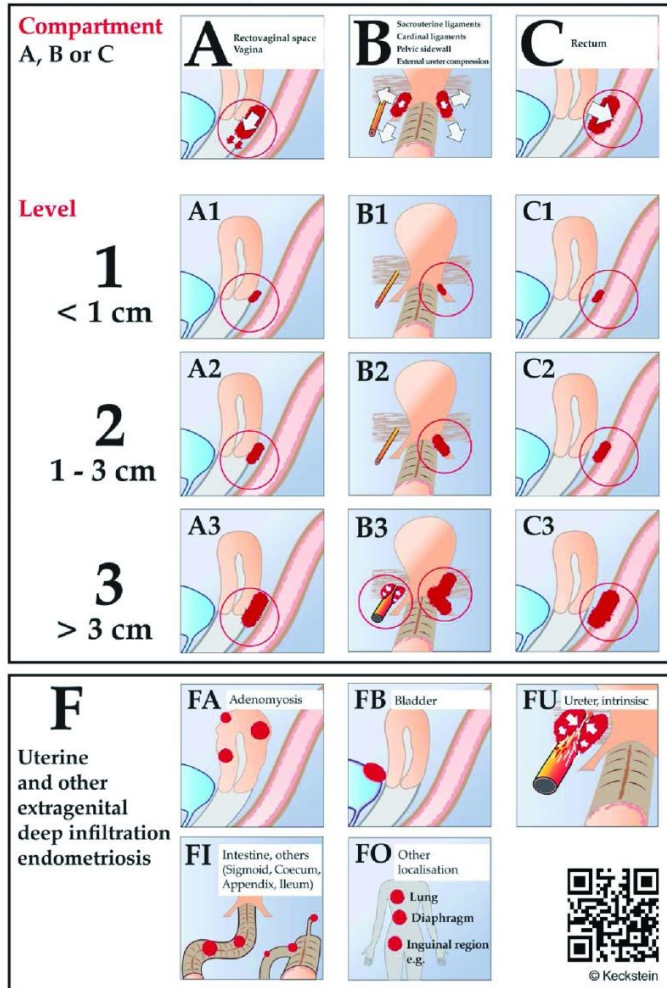 Compartment
A, B or C
A
Rectovaginal space
Vagina
B
Sacrouterine ligaments
Cardinal ligaments
Pelvic sidewall
External ureter compression
C
Rectum
Level
1
< 1 cm
A1
B1
C1
2
1 - 3 cm
A2
B2
C2
3
> 3 cm
A3
B3
C3
F
Uterine
and other
extragenital
deep infiltration
endometriosis
FA
Adenomyosis
FB
Bladder
FU
Ureter, intrinsisc
FI
Intestine, others
(Sigmoid, Coecum,
Appendix, Ileum)
FO
Other
localisation
Lung
Diaphragm
Inguinal region
e.g.
© Keckstein